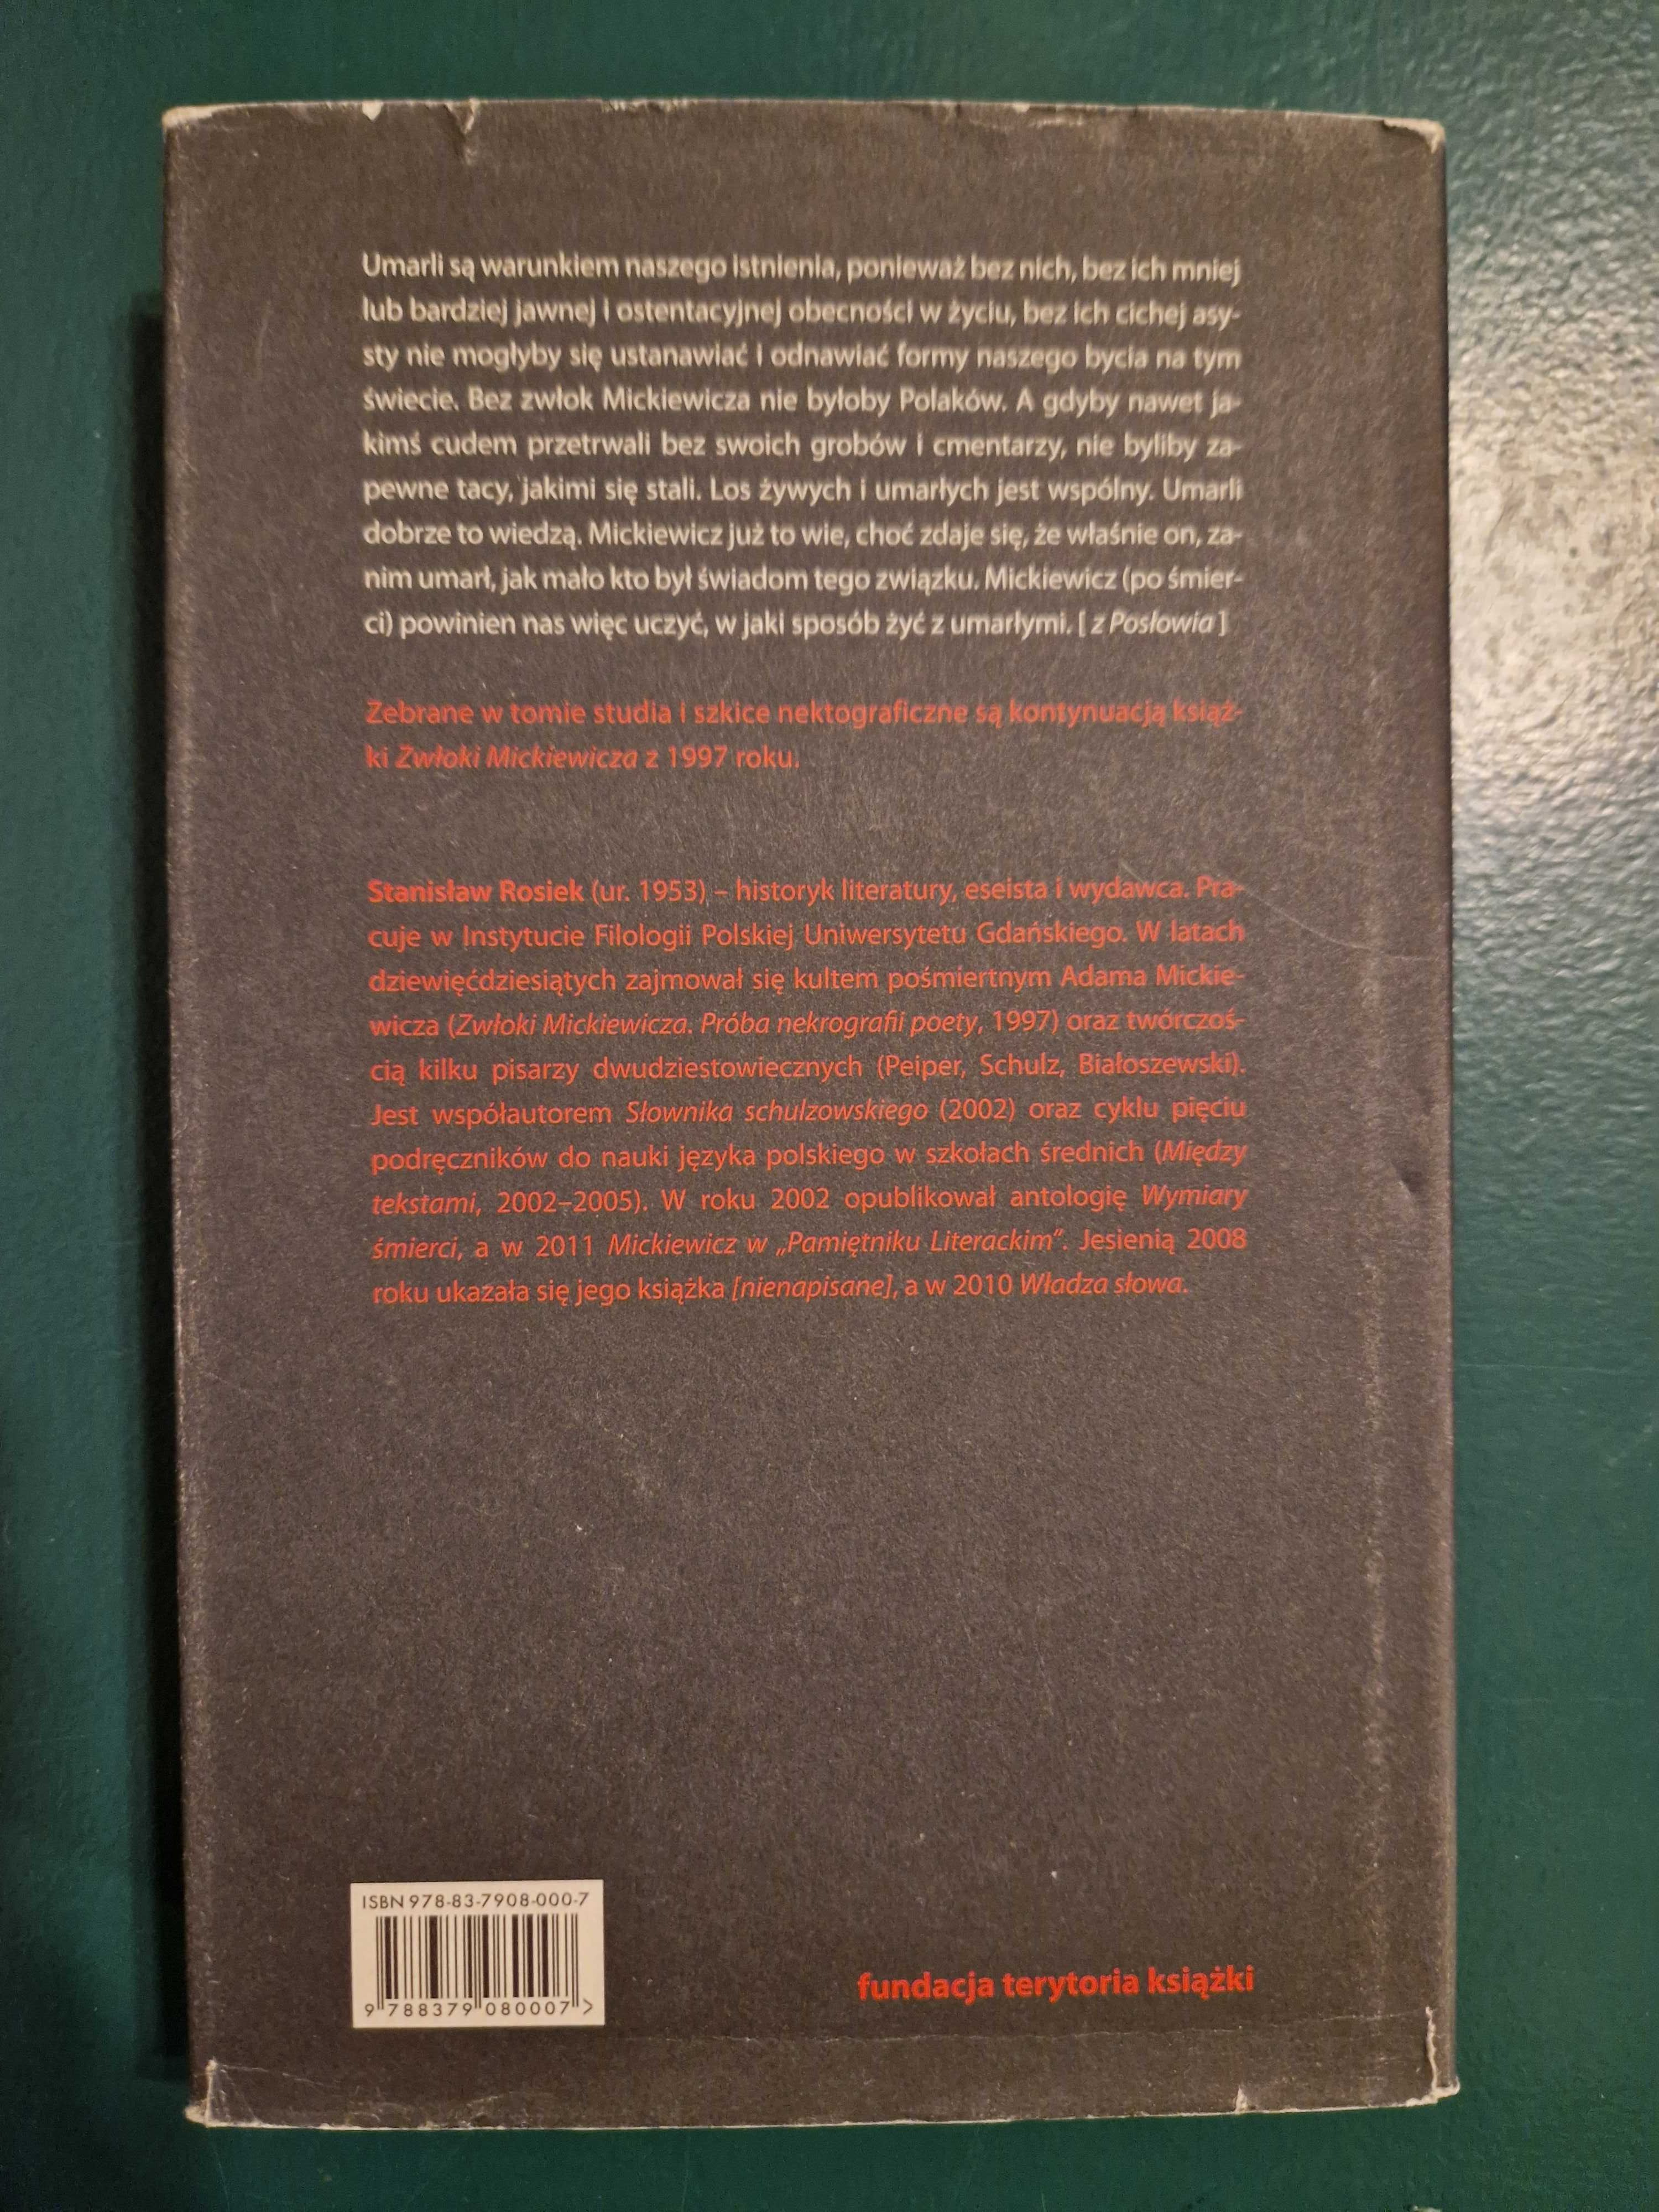 Umarli są warunkiem naszego istnienia, ponieważ bez nich, bez ich mniej
lub bardziej jawnej i ostentacyjnej obecności w życiu, bez ich cichej asy-
sty nie mogłyby się ustanawiać i odnawiać formy naszego bycia na tym
świecie. Bez zwłok Mickiewicza nie byłoby Polaków. A gdyby nawet ja-
kimś cudem przetrwali bez swoich grobów i cmentarzy, nie byliby za-
pewne tacy, jakimi się stali. Los żywych i umarłych jest wspólny. Umarli
dobrze to wiedzą. Mickiewicz już to wie, choć zdaje się, że właśnie on, za-
nim umarł, jak mało kto był świadom tego związku. Mickiewicz (po śmier-
ci) powinien nas więc uczyć, w jaki sposób żyć z umarłymi. [ z Posłowia ]
Zebrane w tomie studia i szkice nektograficzne są kontynuacją książ-
ki Zwłoki Mickiewicza z 1997 roku.
Stanisław Rosiek (ur. 1953) – historyk literatury, eseista i wydawca. Pra-
cuje w Instytucie Filologii Polskiej Uniwersytetu Gdańskiego. W latach
dziewięćdziesiątych zajmował się kultem pośmiertnym Adama Mickie-
wicza (Zwłoki Mickiewicza. Próba nekrografii poety, 1997) oraz twórczoś-
cią kilku pisarzy dwudziestowiecznych (Peiper, Schulz, Białoszewski).
Jest współautorem Słownika schulzowskiego (2002) oraz cyklu pięciu
podręczników do nauki języka polskiego w szkołach średnich (Między
tekstami, 2002–2005). W roku 2002 opublikował antologię Wymiary
śmierci, a w 2011 Mickiewicz w „Pamiętniku Literackim”. Jesienią 2008
roku ukazała się jego książka [nienapisane], a w 2010 Władza słowa.
ISBN 978-83-7908-000-7
9 788379 080007 >
fundacja terytoria książki